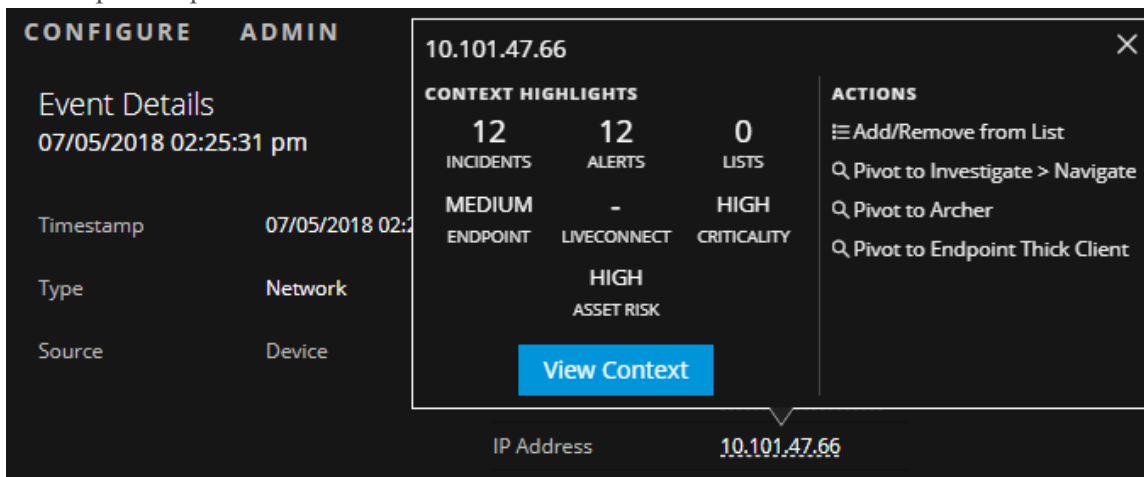 CONFIGURE ADMIN
Event Details
07/05/2018 02:25:31 pm
Timestamp 07/05/2018 02:2
Type Network
Source Device
10.101.47.66
CONTEXT HIGHLIGHTS
12 12 0
INCIDENTS ALERTS LISTS
MEDIUM - HIGH
ENDPOINT LIVECONNECT CRITICALITY
HIGH
ASSET RISK
View Context
ACTIONS
Add/Remove from List
Pivot to Investigate > Navigate
Pivot to Archer
Pivot to Endpoint Thick Client
IP Address 10.101.47.66